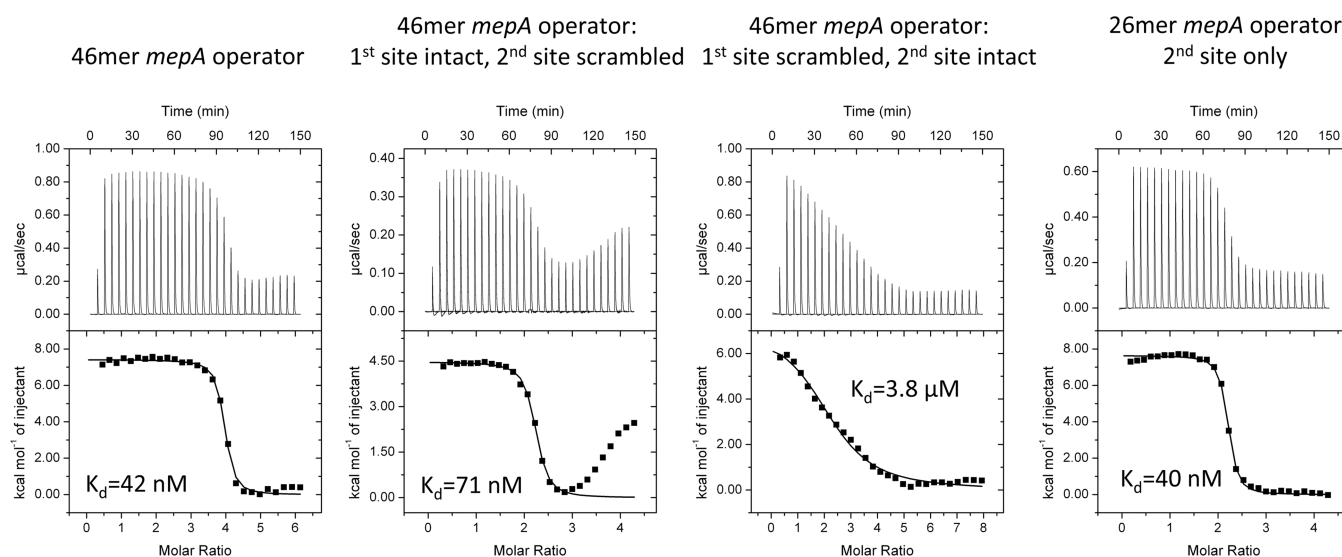 46mer mepA operator
Time (min)
0 30 60 90 120 150
1.00
0.80
0.60
0.40
0.20
0.00
µcal/sec
8.00
6.00
4.00
2.00
0.00
kcal mol⁻¹ of injectant
Kd=42 nM
0 1 2 3 4 5 6
Molar Ratio
46mer mepA operator:
1st site intact, 2nd site scrambled
Time (min)
0 30 60 90 120 150
0.40
0.30
0.20
0.10
0.00
µcal/sec
4.50
3.00
1.50
0.00
kcal mol⁻¹ of injectant
Kd=71 nM
0 1 2 3 4
Molar Ratio
46mer mepA operator:
1st site scrambled, 2nd site intact
Time (min)
0 30 60 90 120 150
1.00
0.80
0.60
0.40
0.20
0.00
µcal/sec
6.00
4.00
2.00
0.00
kcal mol⁻¹ of injectant
Kd=3.8 µM
0 1 2 3 4 5 6 7 8
Molar Ratio
26mer mepA operator
2nd site only
Time (min)
0 30 60 90 120 150
0.60
0.40
0.20
0.00
µcal/sec
8.00
6.00
4.00
2.00
0.00
kcal mol⁻¹ of injectant
Kd=40 nM
0 1 2 3 4
Molar Ratio